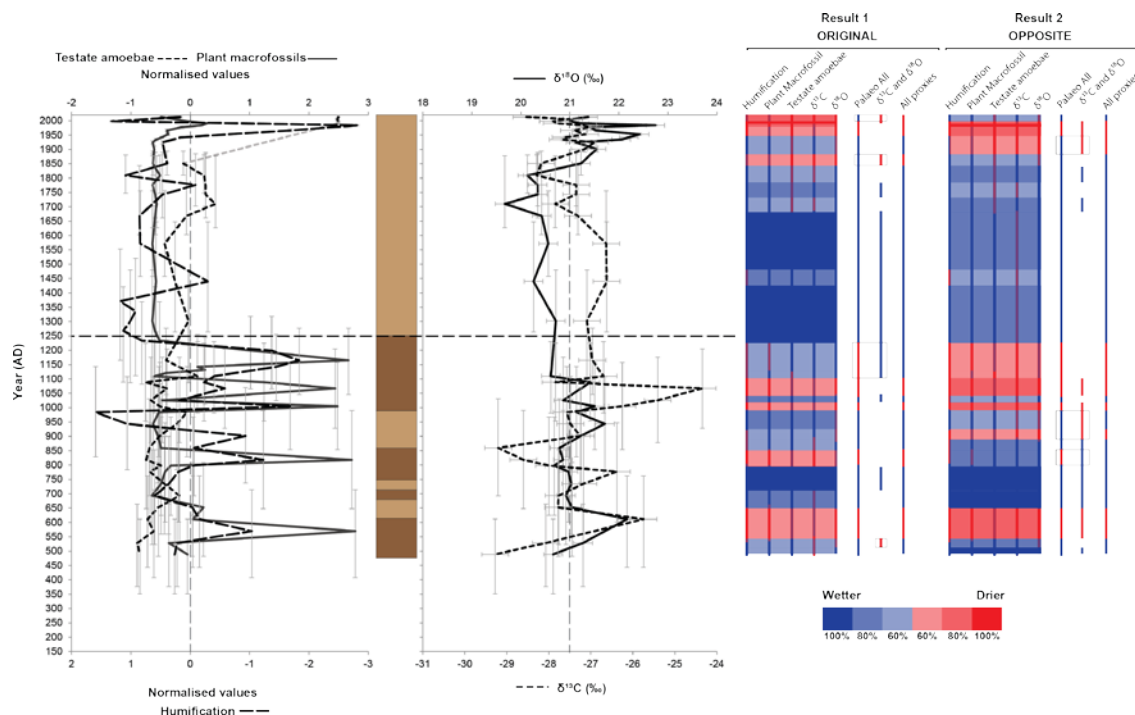 Testate amoebae Plant macrofossils
Normalised values
-2 -1 0 1 2 3
δ¹⁸O (‰)
18 19 20 21 22 23 24
Result 1
ORIGINAL
Result 2
OPPOSITE
Humification
Plant Macrofossil
Testate amoebae
δ¹³C
δ¹⁸O
Palaeo All
δ¹³C and δ¹⁸O
All proxies
Humification
Plant Macrofossil
Testate amoebae
δ¹³C
δ¹⁸O
Palaeo All
δ¹³C and δ¹⁸O
All proxies
Year (AD)
2000
1950
1900
1850
1800
1750
1700
1650
1600
1550
1500
1450
1400
1350
1300
1250
1200
1150
1100
1050
1000
950
900
850
800
750
700
650
600
550
500
450
400
350
300
250
200
150
2 1 0 -1 -2 -3
Normalised values
Humification
-31 -30 -29 -28 -27 -26 -25 -24
δ¹³C (‰)
Wetter Drier
100% 80% 60% 60% 80% 100%